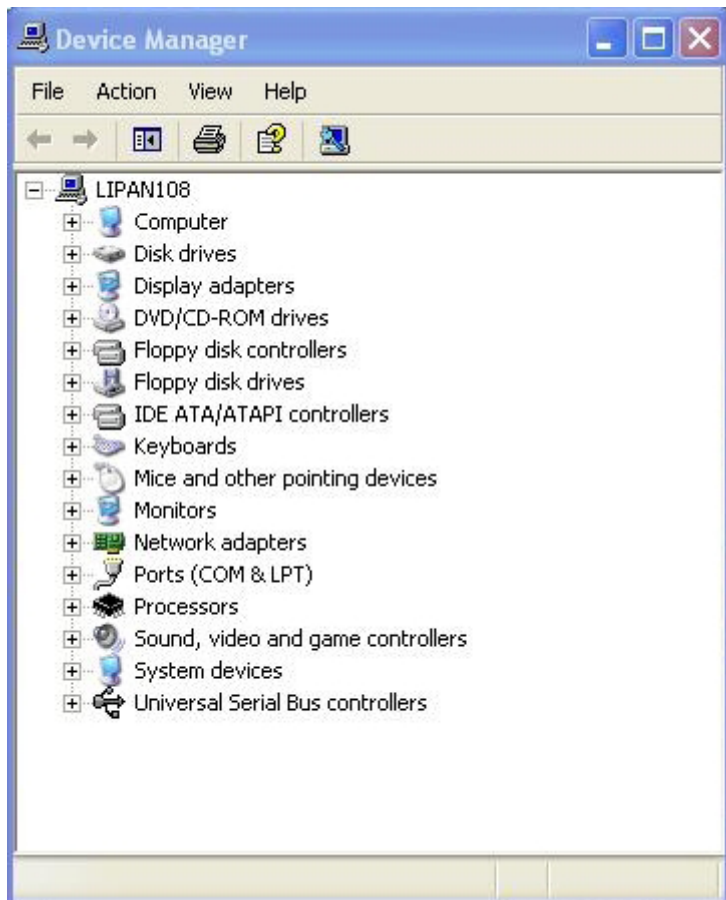 Device Manager
File Action View Help
LIPAN108
Computer
Disk drives
Display adapters
DVD/CD-ROM drives
Floppy disk controllers
Floppy disk drives
IDE ATA/ATAPI controllers
Keyboards
Mice and other pointing devices
Monitors
Network adapters
Ports (COM & LPT)
Processors
Sound, video and game controllers
System devices
Universal Serial Bus controllers